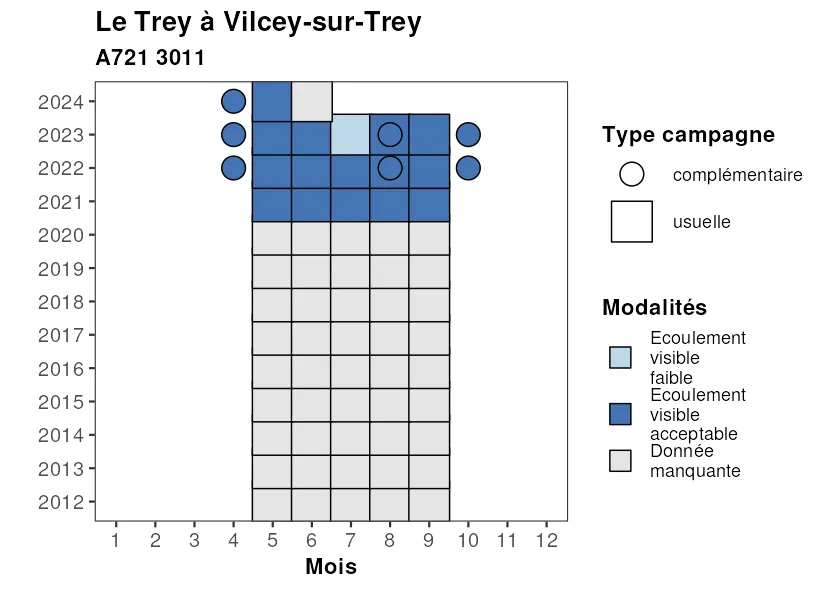 Le Trey à Vilcey-sur-Trey
A721 3011
2024
2023
2022
2021
2020
2019
2018
2017
2016
2015
2014
2013
2012
1 2 3 4 5 6 7 8 9 10 11 12
Mois
Type campagne
complémentaire
usuelle
Modalités
Ecoulement
visible
faible
Ecoulement
visible
acceptable
Donnée
manquante